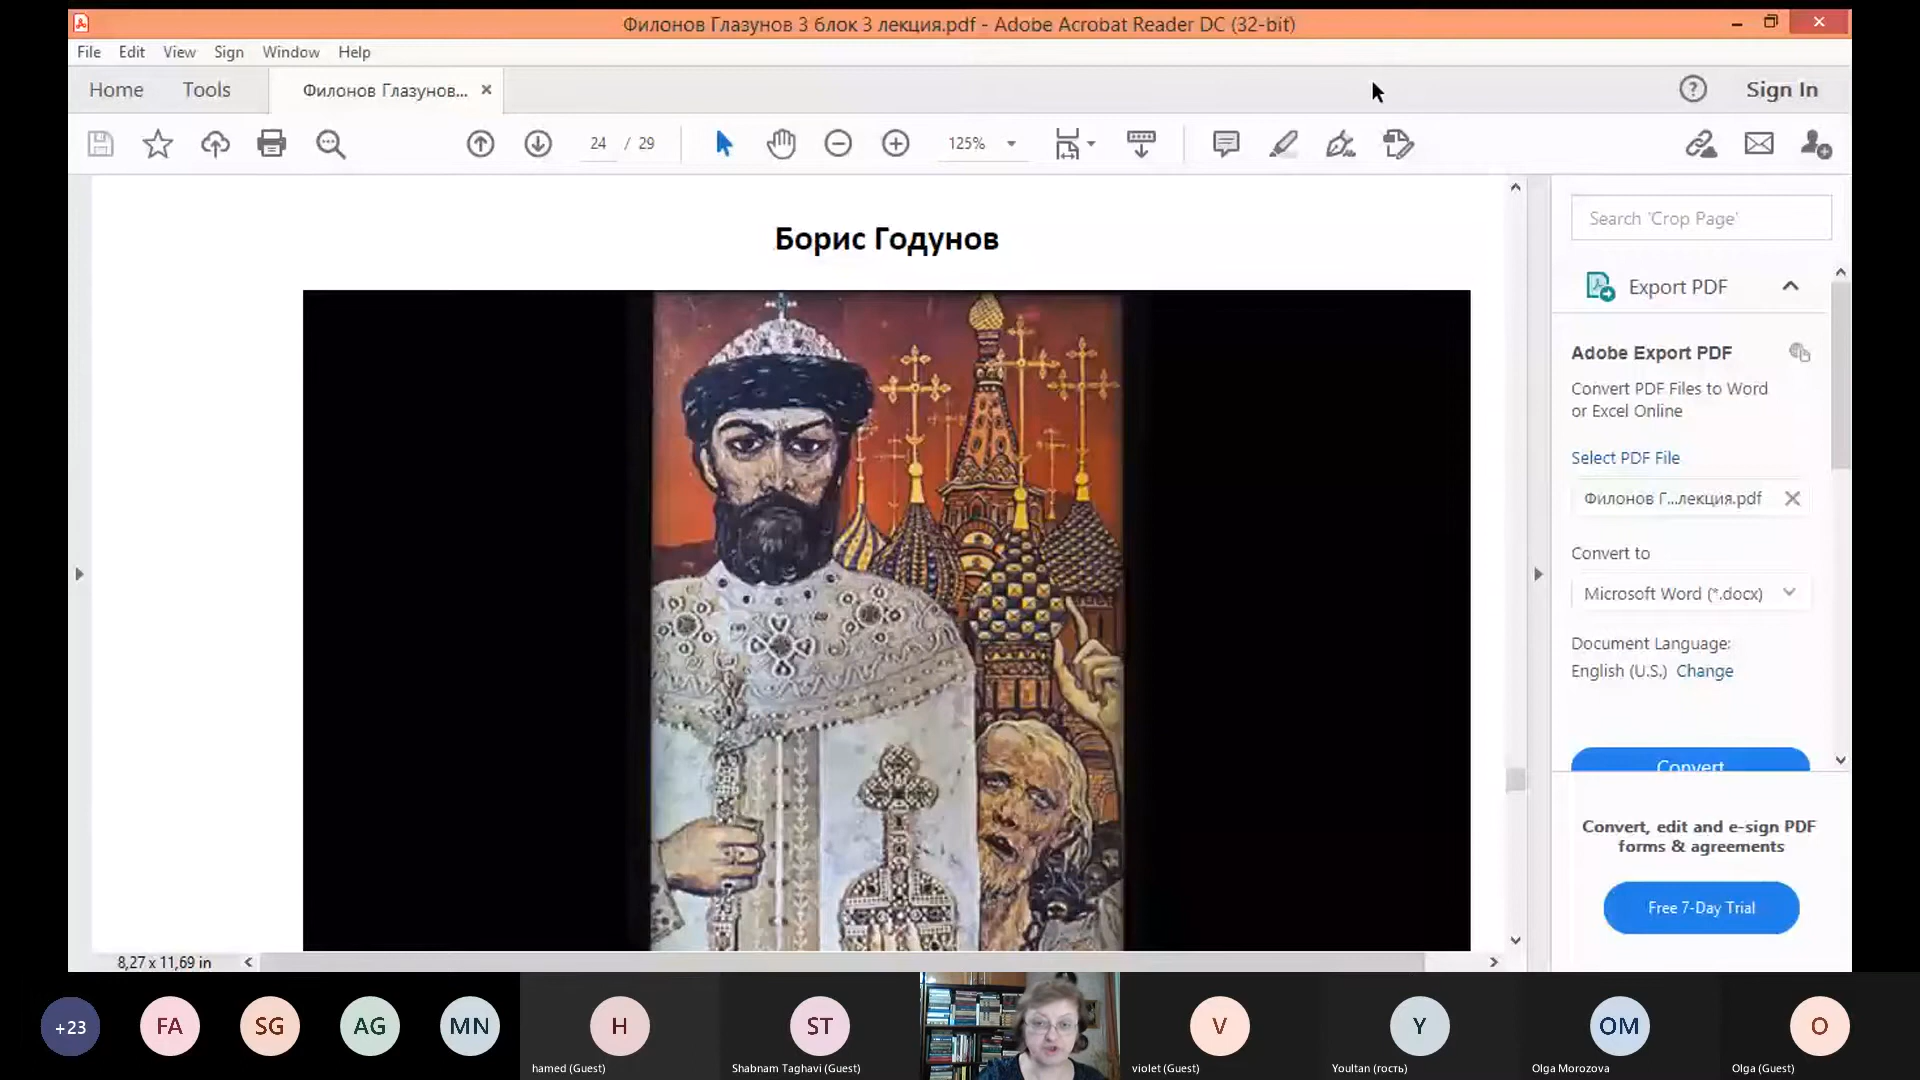 Филонов Глазунов 3 блок 3 лекция.pdf - Adobe Acrobat Reader DC (32-bit)
File Edit View Sign Window Help
Home Tools Филонов Глазунов... Sign In
24 / 29 125%
Борис Годунов
Search 'Crop Page'
Export PDF
Adobe Export PDF
Convert PDF Files to Word
or Excel Online
Select PDF File
Филонов Г...лекция.pdf
Convert to
Microsoft Word (*.docx)
Document Language:
English (U.S.) Change
Convert
Convert, edit and e-sign PDF
forms & agreements
Free 7-Day Trial
8,27 x 11,69 in
+23 FA SG AG MN H ST V Y OM O
hamed (Guest) Shabnam Taghavi (Guest) violet (Guest) Youltan (гость) Olga Morozova Olga (Guest)